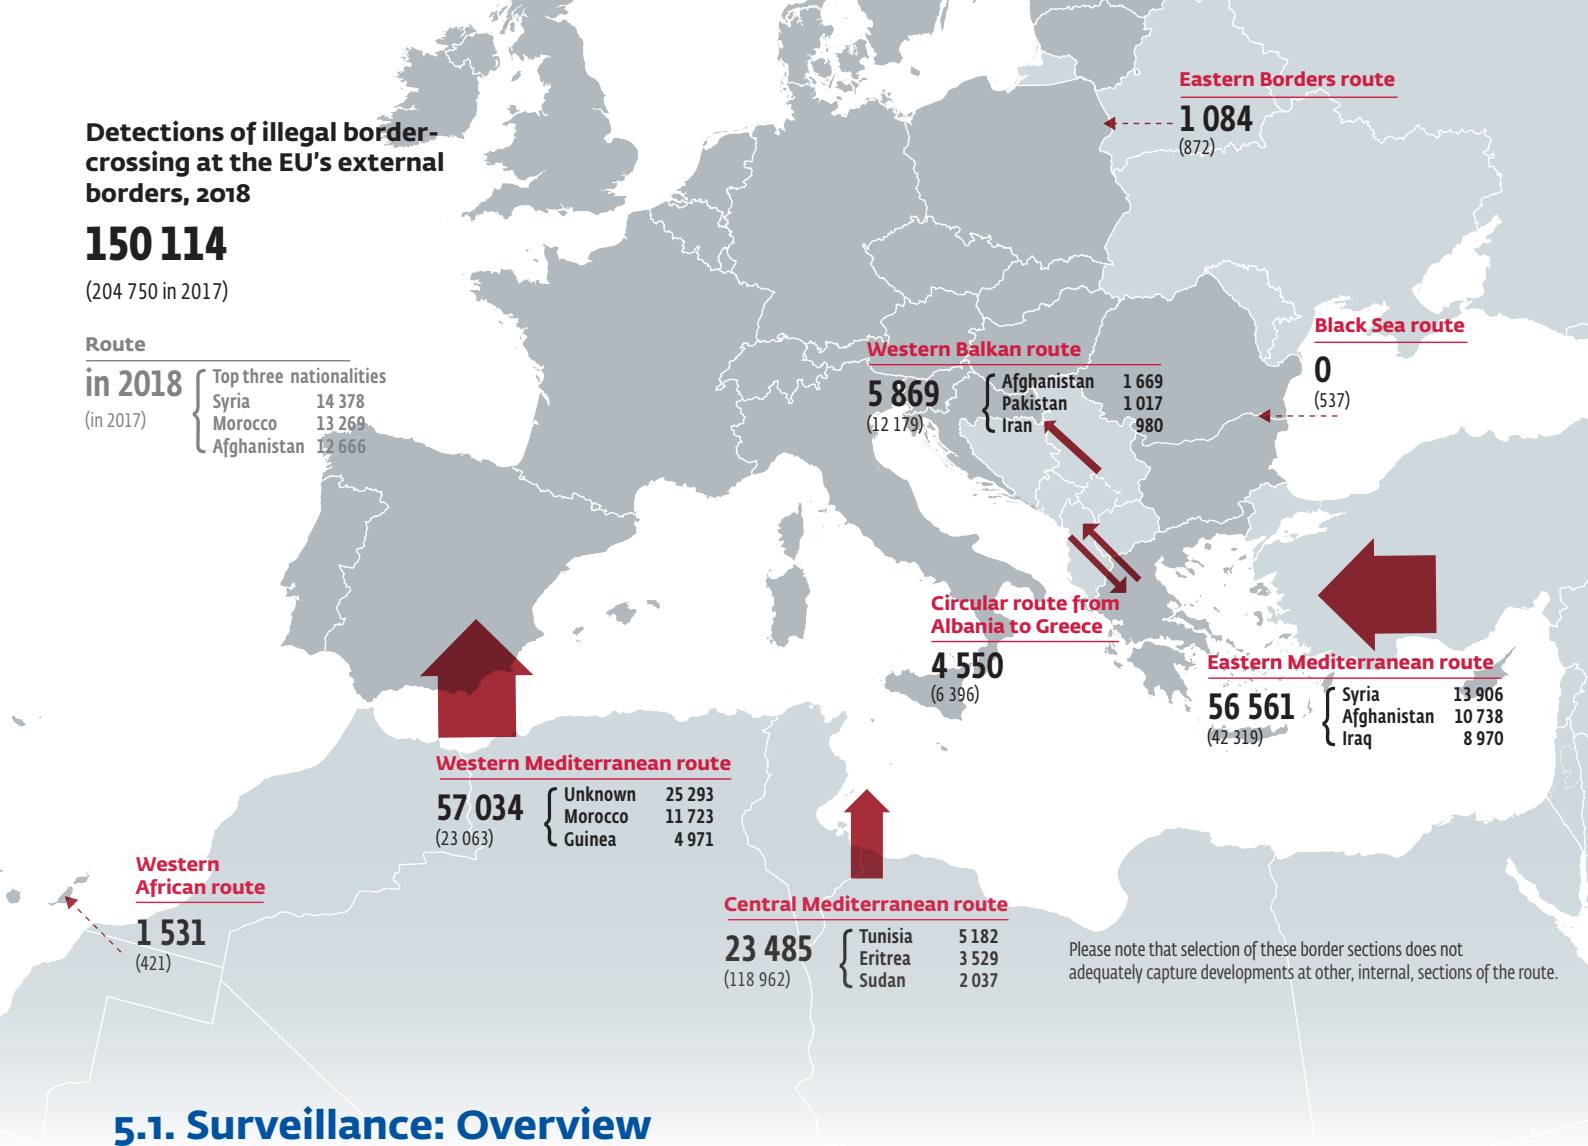 Detections of illegal border-
crossing at the EU's external
borders, 2018
150 114
(204 750 in 2017)
Route
in 2018
(in 2017)
Top three nationalities
Syria 14 378
Morocco 13 269
Afghanistan 12 666
Eastern Borders route
1 084
(872)
Black Sea route
0
(537)
Western Balkan route
5 869
(12 179)
Afghanistan 1 669
Pakistan 1 017
Iran 980
Circular route from
Albania to Greece
4 550
(6 396)
Eastern Mediterranean route
56 561
(42 319)
Syria 13 906
Afghanistan 10 738
Iraq 8 970
Western Mediterranean route
57 034
(23 063)
Unknown 25 293
Morocco 11 723
Guinea 4 971
Western
African route
1 531
(421)
Central Mediterranean route
23 485
(118 962)
Tunisia 5 182
Eritrea 3 529
Sudan 2 037
Please note that selection of these border sections does not
adequately capture developments at other, internal, sections of the route.
5.1. Surveillance: Overview